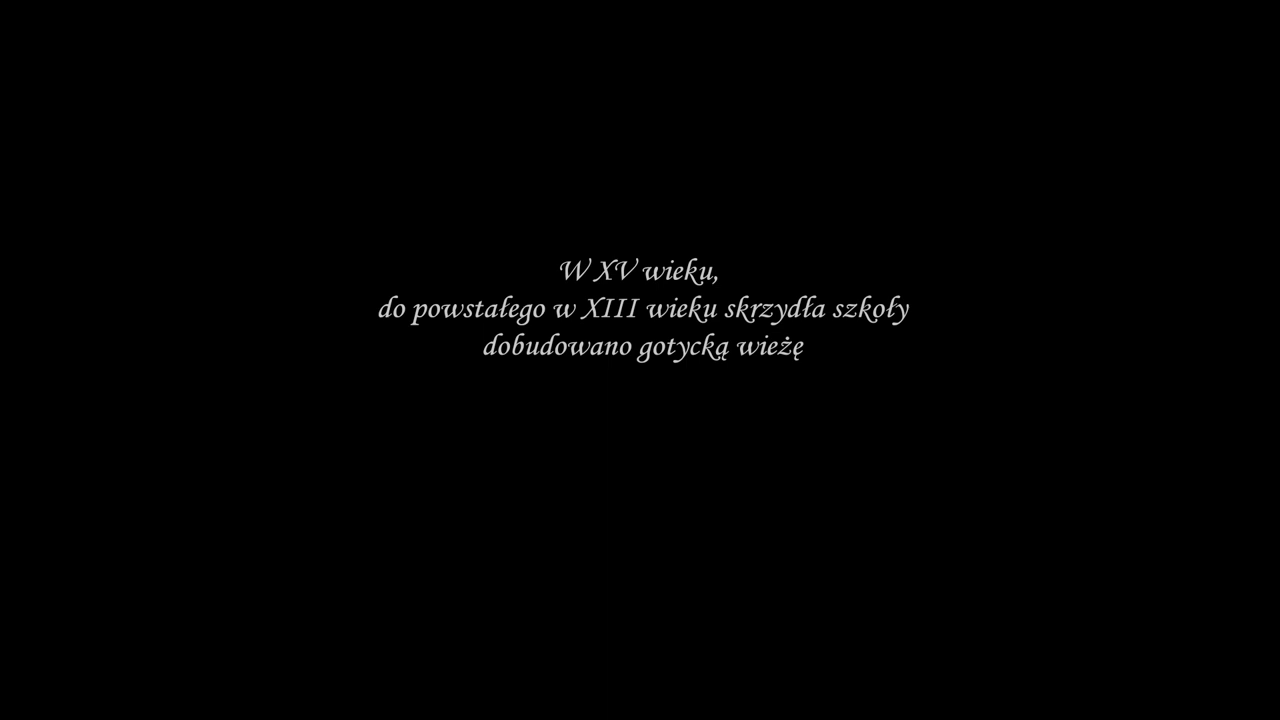 W XV wieku,
do powstałego w XIII wieku skrzydła szkoły
dobudowano gotycką wieżę